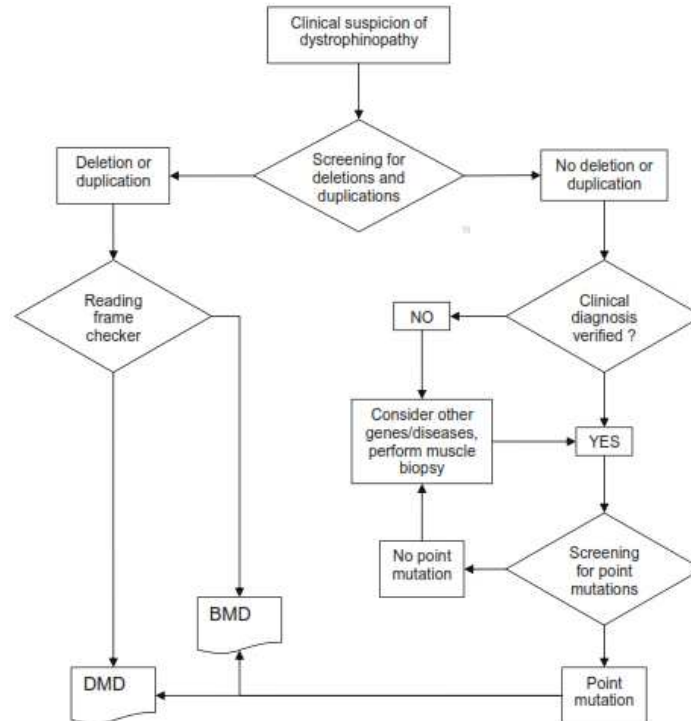 Clinical suspicion of
dystrophinopathy
Deletion or
duplication
Screening for
deletions and
duplications
No deletion or
duplication
Reading
frame
checker
NO
Clinical
diagnosis
verified ?
Consider other
genes/diseases,
perform muscle
biopsy
YES
No point
mutation
Screening
for point
mutations
BMD
DMD
Point
mutation